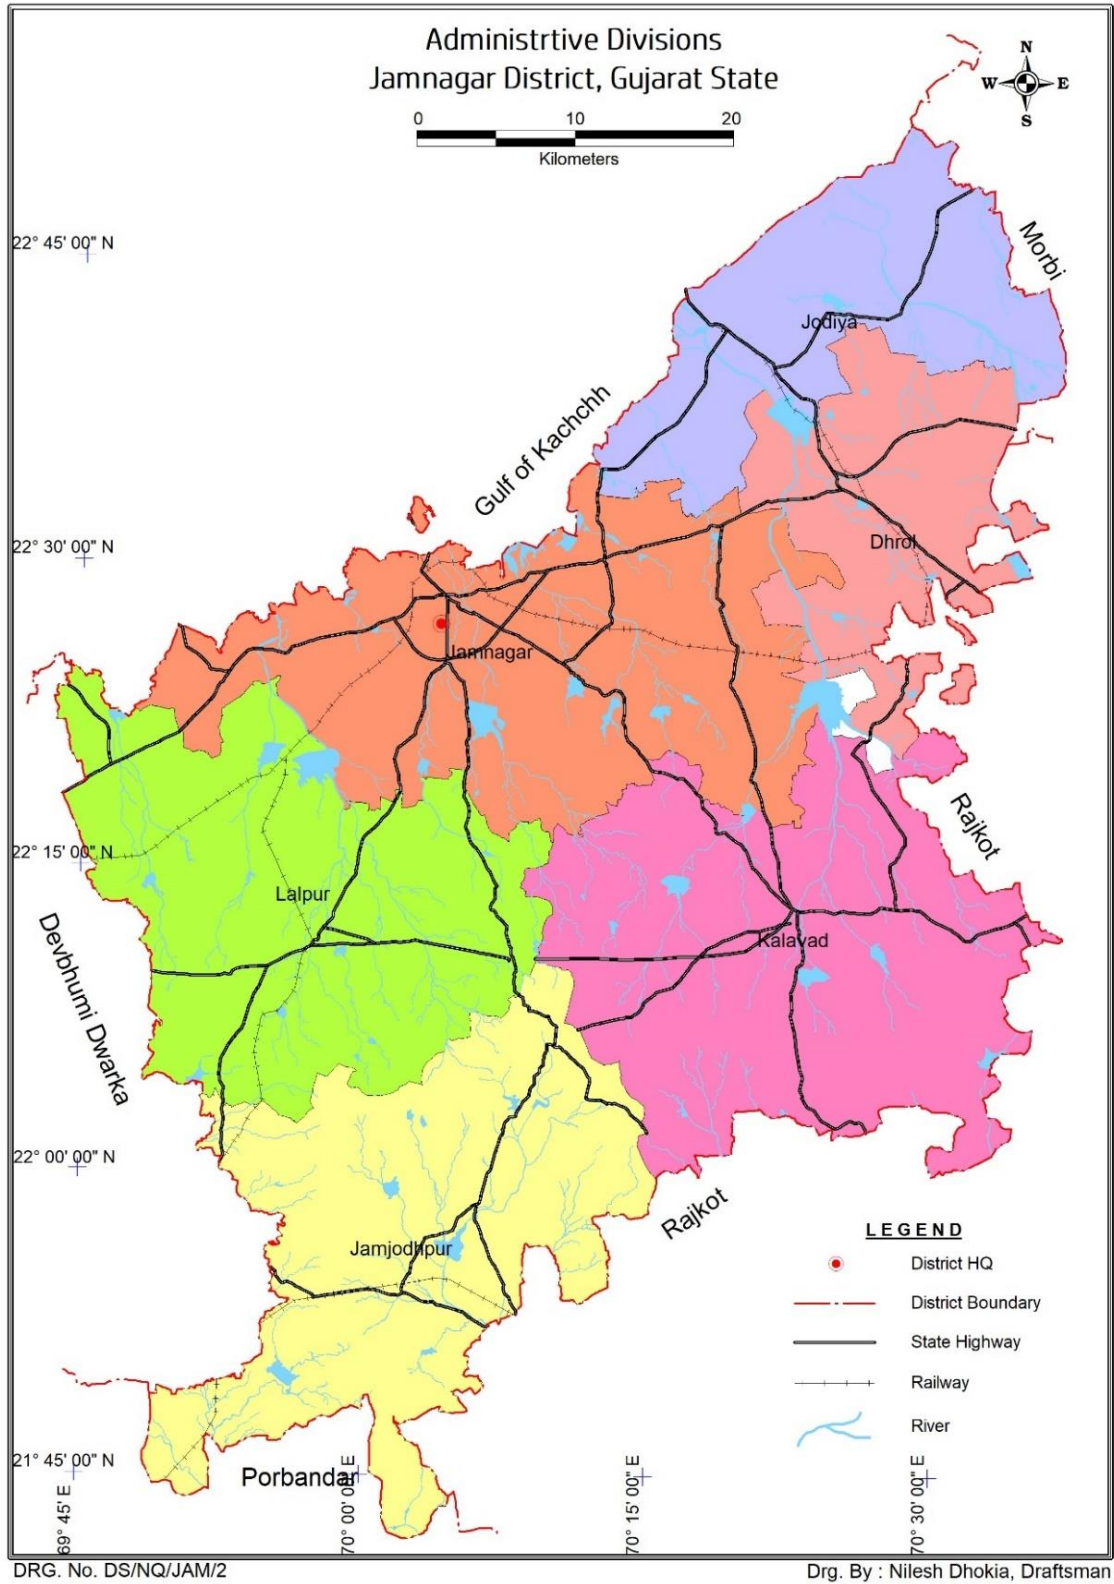 Administrtive Divisions
Jamnagar District, Gujarat State
N
W E
S
0 10 20
Kilometers
22° 45' 00" N
Morbi
Jodiya
Gulf of Kachchh
22° 30' 00" N
Dhrol
Jamnagar
Rajkot
22° 15' 00" N
Lalpur
Kalavad
Devbhumi Dwarka
22° 00' 00" N
Rajkot
Jamjodhpur
LEGEND
District HQ
District Boundary
State Highway
Railway
River
21° 45' 00" N
Porbandar
69° 45' E
70° 00' 00" E
70° 15' 00" E
70° 30' 00" E
DRG. No. DS/NQ/JAM/2
Drg. By : Nilesh Dhokia, Draftsman